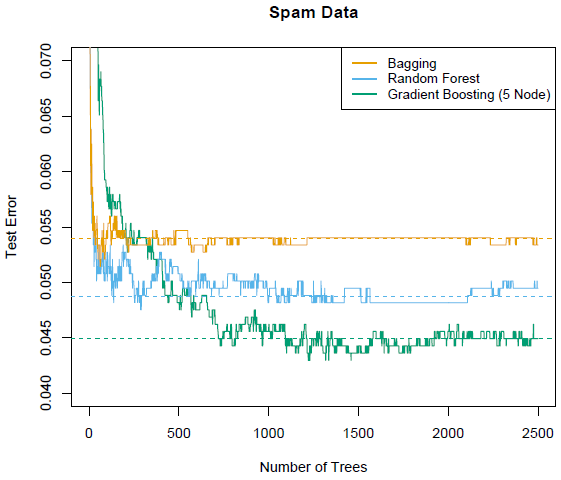 Spam Data
Bagging
Random Forest
Gradient Boosting (5 Node)
Test Error
0.070
0.065
0.060
0.055
0.050
0.045
0.040
0 500 1000 1500 2000 2500
Number of Trees